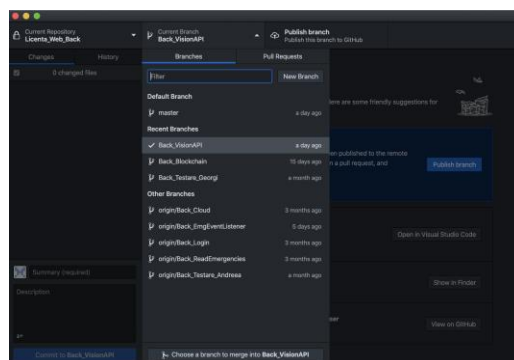 Current Repository
Licenta_Web_Back
Current Branch
Back_VisionAPI
Publish branch
Publish this branch to GitHub
Changes
History
Branches
Pull Requests
0 changed files
Filter
New Branch
Default Branch
master
a day ago
Recent Branches
Back_VisionAPI
a day ago
Back_Blockchain
15 days ago
Back_Testare_Georgi
a month ago
Other Branches
origin/Back_Cloud
3 months ago
origin/Back_EmgEventListener
6 days ago
origin/Back_Login
3 months ago
origin/Back_ReadEmergencies
3 months ago
origin/Back_Testare_Andreea
a month ago
Here are some friendly suggestions for
en published to the remote
n a pull request, and
Publish branch
Open in Visual Studio Code
Show in Finder
View on GitHub
Summary (required)
Description
Commit to Back_VisionAPI
Choose a branch to merge into Back_VisionAPI